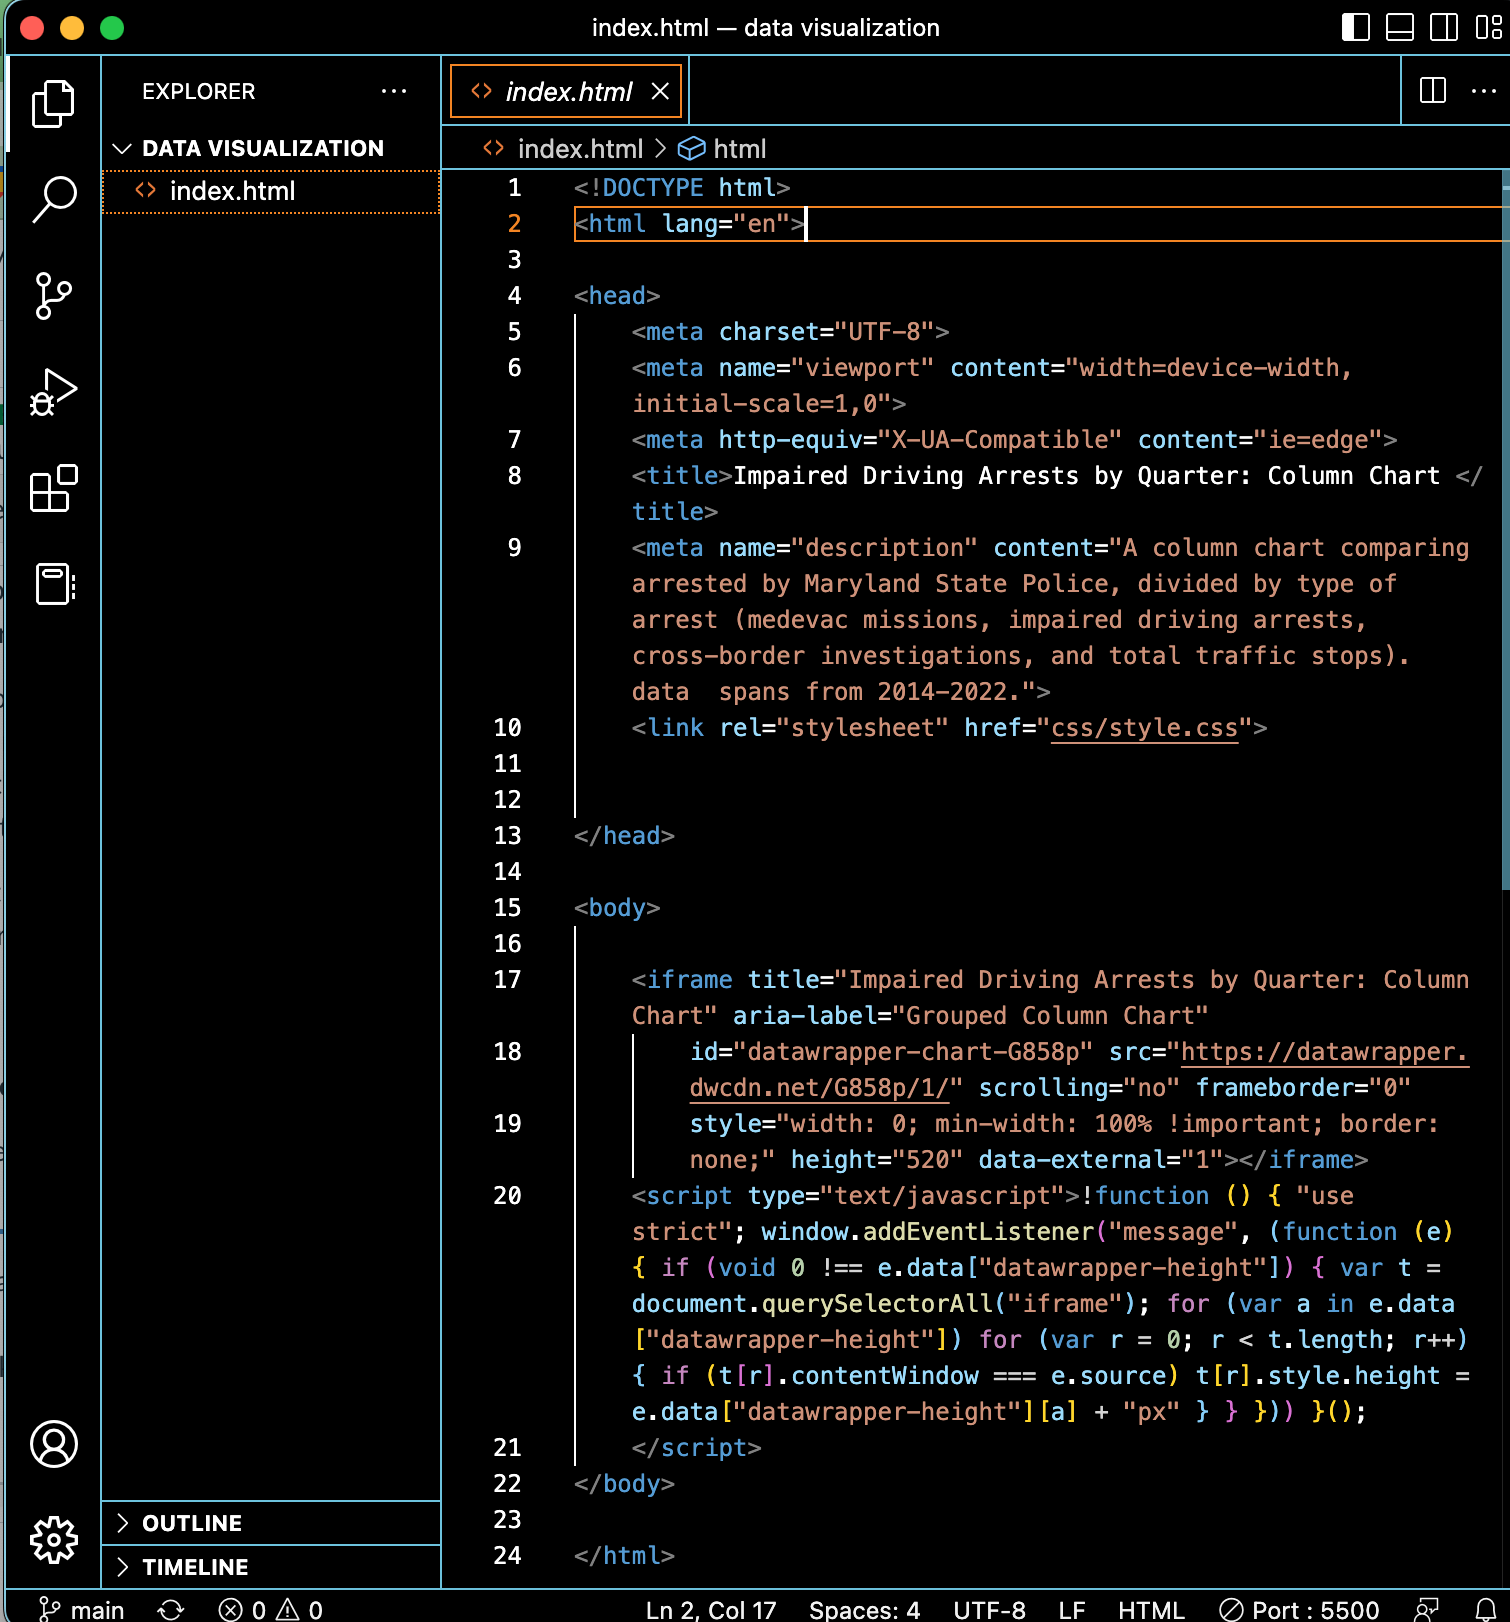 index.html — data visualization
EXPLORER
DATA VISUALIZATION
index.html
index.html
index.html > html
1 <!DOCTYPE html>
2 <html lang="en">
3
4 <head>
5 <meta charset="UTF-8">
6 <meta name="viewport" content="width=device-width,
initial-scale=1,0">
7 <meta http-equiv="X-UA-Compatible" content="ie=edge">
8 <title>Impaired Driving Arrests by Quarter: Column Chart </
title>
9 <meta name="description" content="A column chart comparing
arrested by Maryland State Police, divided by type of
arrest (medevac missions, impaired driving arrests,
cross-border investigations, and total traffic stops).
data  spans from 2014-2022.">
10 <link rel="stylesheet" href="css/style.css">
11
12
13 </head>
14
15 <body>
16
17 <iframe title="Impaired Driving Arrests by Quarter: Column
Chart" aria-label="Grouped Column Chart"
18 id="datawrapper-chart-G858p" src="https://datawrapper.
dwcdn.net/G858p/1/" scrolling="no" frameborder="0"
19 style="width: 0; min-width: 100% !important; border:
none;" height="520" data-external="1"></iframe>
20 <script type="text/javascript">!function () { "use
strict"; window.addEventListener("message", (function (e)
{ if (void 0 !== e.data["datawrapper-height"]) { var t =
document.querySelectorAll("iframe"); for (var a in e.data
["datawrapper-height"]) for (var r = 0; r < t.length; r++)
{ if (t[r].contentWindow === e.source) t[r].style.height =
e.data["datawrapper-height"][a] + "px" } } })) }();
21 </script>
22 </body>
23
24 </html>
OUTLINE
TIMELINE
main 0 0 Ln 2, Col 17 Spaces: 4 UTF-8 LF HTML Port : 5500